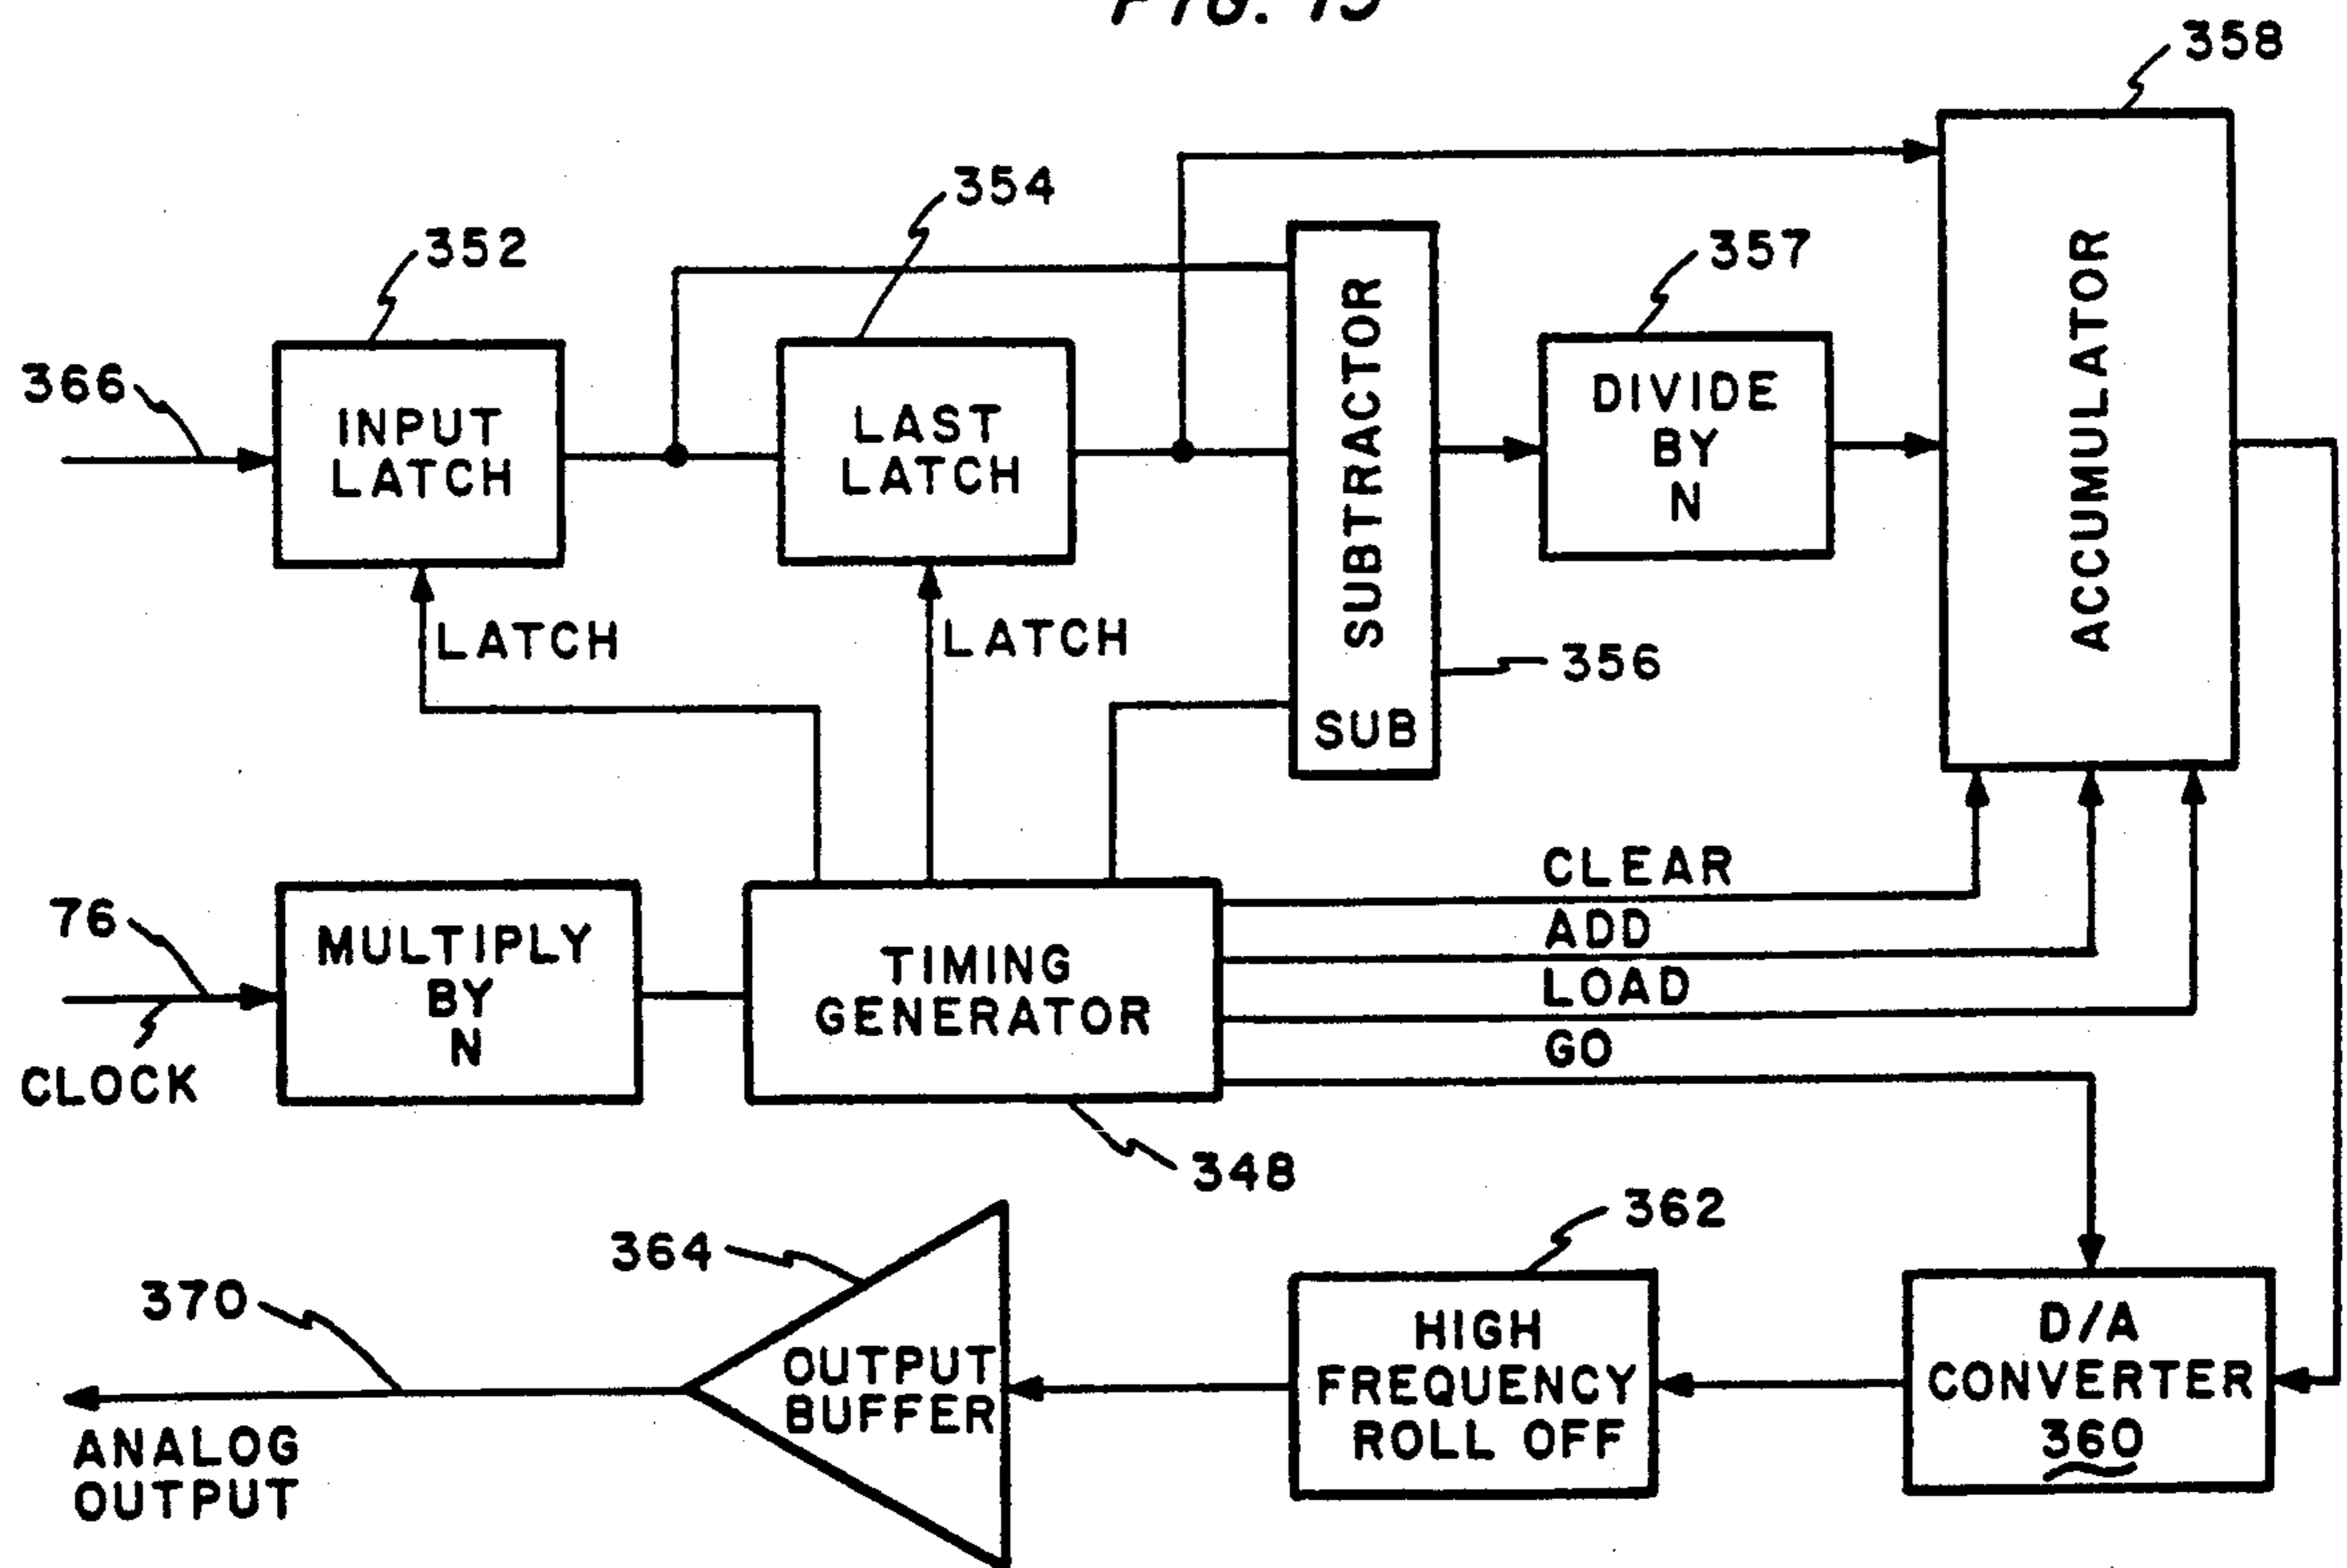 FIG. 15
358
354
352
357
366
INPUT
LATCH
LAST
LATCH
SUBTRACTOR
SUB
DIVIDE
BY
N
ACCUMULATOR
LATCH
LATCH
356
76
CLOCK
MULTIPLY
BY
N
TIMING
GENERATOR
CLEAR
ADD
LOAD
GO
348
362
364
370
OUTPUT
BUFFER
HIGH
FREQUENCY
ROLL OFF
D/A
CONVERTER
360
ANALOG
OUTPUT